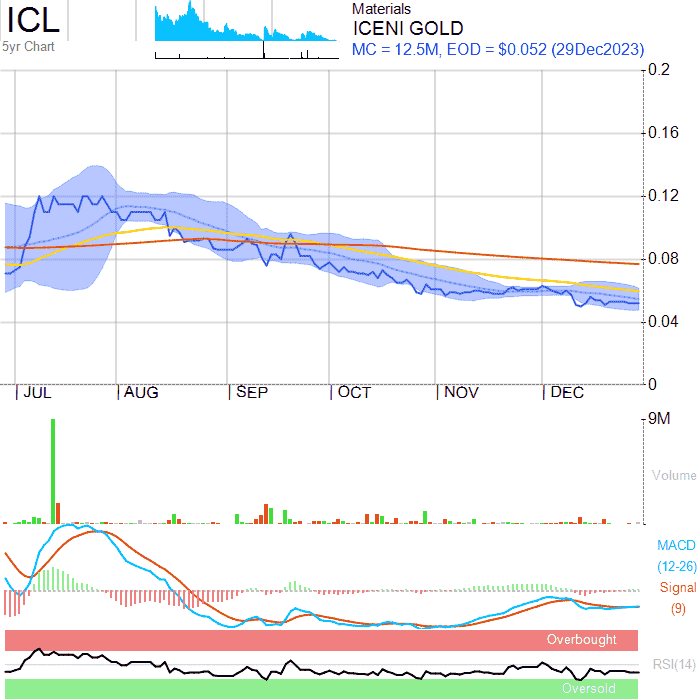 ICL
5yr Chart
Materials
ICENI GOLD
MC = 12.5M, EOD = $0.052 (29Dec2023)
0.2
0.16
0.12
0.08
0.04
0
JUL AUG SEP OCT NOV DEC
9M
Volume
MACD
(12-26)
Signal
(9)
Overbought
RSI(14)
Oversold